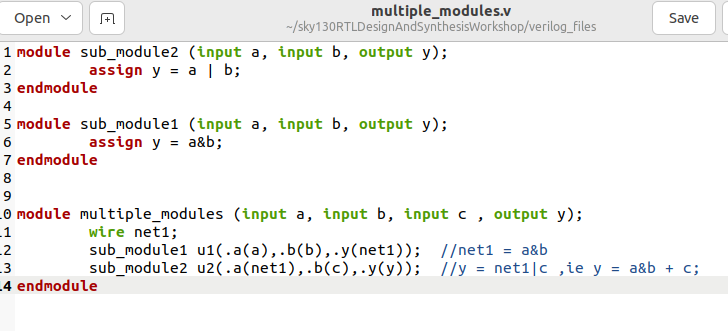 Open
multiple_modules.v
~/sky130RTLDesignAndSynthesisWorkshop/verilog_files
Save
1 module sub_module2 (input a, input b, output y);
2         assign y = a | b;
3 endmodule
4
5 module sub_module1 (input a, input b, output y);
6         assign y = a&b;
7 endmodule
8
9
10 module multiple_modules (input a, input b, input c , output y);
11         wire net1;
12         sub_module1 u1(.a(a),.b(b),.y(net1));  //net1 = a&b
13         sub_module2 u2(.a(net1),.b(c),.y(y));  //y = net1|c ,ie y = a&b + c;
14 endmodule